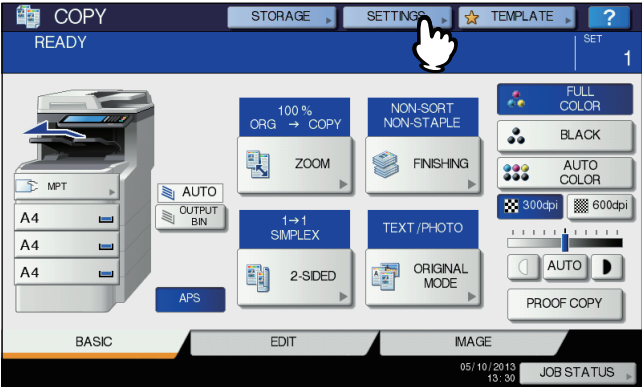 COPY
STORAGE
SETTINGS
TEMPLATE
?
READY
SET
1
100 %
ORG → COPY
ZOOM
NON-SORT
NON-STAPLE
FINISHING
FULL
COLOR
BLACK
AUTO
COLOR
300dpi
600dpi
MPT
A4
A4
A4
AUTO
OUTPUT
BIN
APS
1→1
SIMPLEX
2-SIDED
TEXT/PHOTO
ORIGINAL
MODE
AUTO
PROOF COPY
BASIC
EDIT
IMAGE
05/10/2013
13:30
JOB STATUS